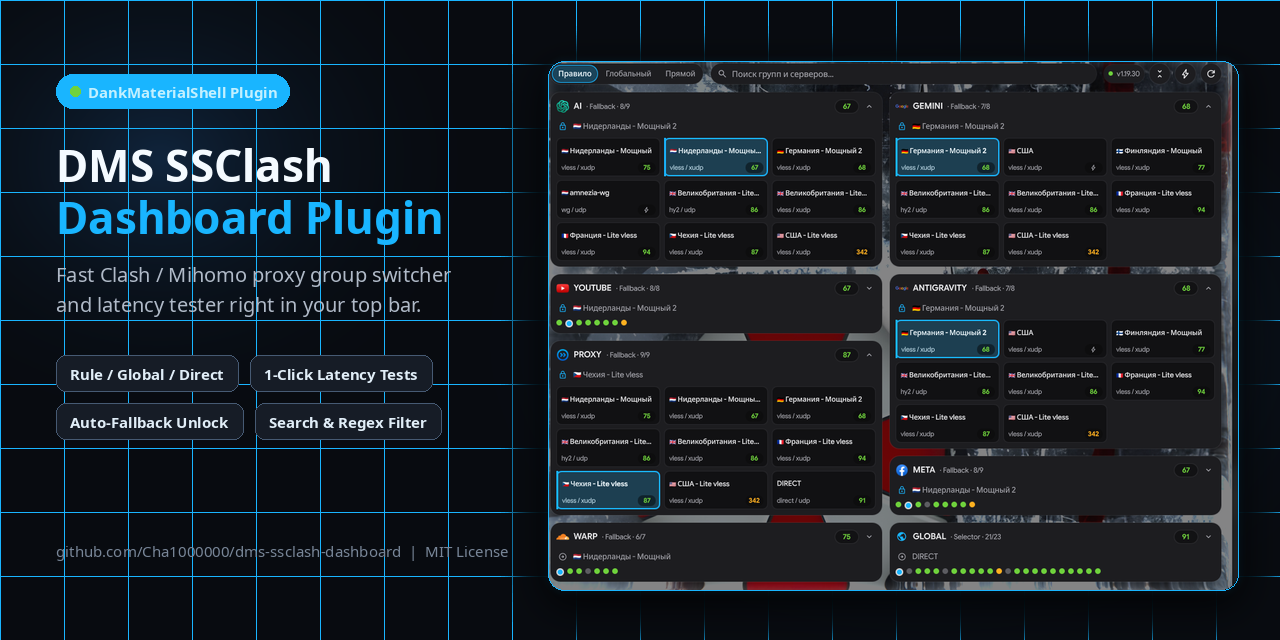 DankMaterialShell Plugin
DMS SSClash
Dashboard Plugin
Fast Clash / Mihomo proxy group switcher
and latency tester right in your top bar.
Rule / Global / Direct
1-Click Latency Tests
Auto-Fallback Unlock
Search & Regex Filter
github.com/Cha1000000/dms-ssclash-dashboard | MIT License
Правило
Глобальный
Прямой
Поиск групп и серверов...
v1.19.30
AI · Fallback · 8/9
67
Нидерланды - Мощный 2
Нидерланды - Мощный
vless / xudp
75
Нидерланды - Мощны...
vless / xudp
67
Германия - Мощный 2
vless / xudp
68
amnezia-wg
wg / udp
Великобритания - Lite...
hy2 / udp
86
Великобритания - Lite...
vless / xudp
86
Франция - Lite vless
vless / xudp
94
Чехия - Lite vless
vless / xudp
87
США - Lite vless
vless / xudp
342
YOUTUBE · Fallback · 8/8
67
Нидерланды - Мощный 2
PROXY · Fallback · 9/9
87
Чехия - Lite vless
Нидерланды - Мощный
vless / xudp
75
Нидерланды - Мощны...
vless / xudp
67
Германия - Мощный 2
vless / xudp
68
Великобритания - Lite...
hy2 / udp
86
Великобритания - Lite...
vless / xudp
86
Франция - Lite vless
vless / xudp
94
Чехия - Lite vless
vless / xudp
87
США - Lite vless
vless / xudp
342
DIRECT
direct / udp
91
WARP · Fallback · 6/7
75
Нидерланды - Мощный
GEMINI · Fallback · 7/8
68
Германия - Мощный 2
Германия - Мощный 2
vless / xudp
68
США
vless / xudp
Финляндия - Мощный
vless / xudp
77
Великобритания - Lite...
hy2 / udp
86
Великобритания - Lite...
vless / xudp
86
Франция - Lite vless
vless / xudp
94
Чехия - Lite vless
vless / xudp
87
США - Lite vless
vless / xudp
342
ANTIGRAVITY · Fallback · 7/8
68
Германия - Мощный 2
Германия - Мощный 2
vless / xudp
68
США
vless / xudp
Финляндия - Мощный
vless / xudp
77
Великобритания - Lite...
hy2 / udp
86
Великобритания - Lite...
vless / xudp
86
Франция - Lite vless
vless / xudp
94
Чехия - Lite vless
vless / xudp
87
США - Lite vless
vless / xudp
342
META · Fallback · 8/9
67
Нидерланды - Мощный 2
GLOBAL · Selector · 21/23
91
DIRECT